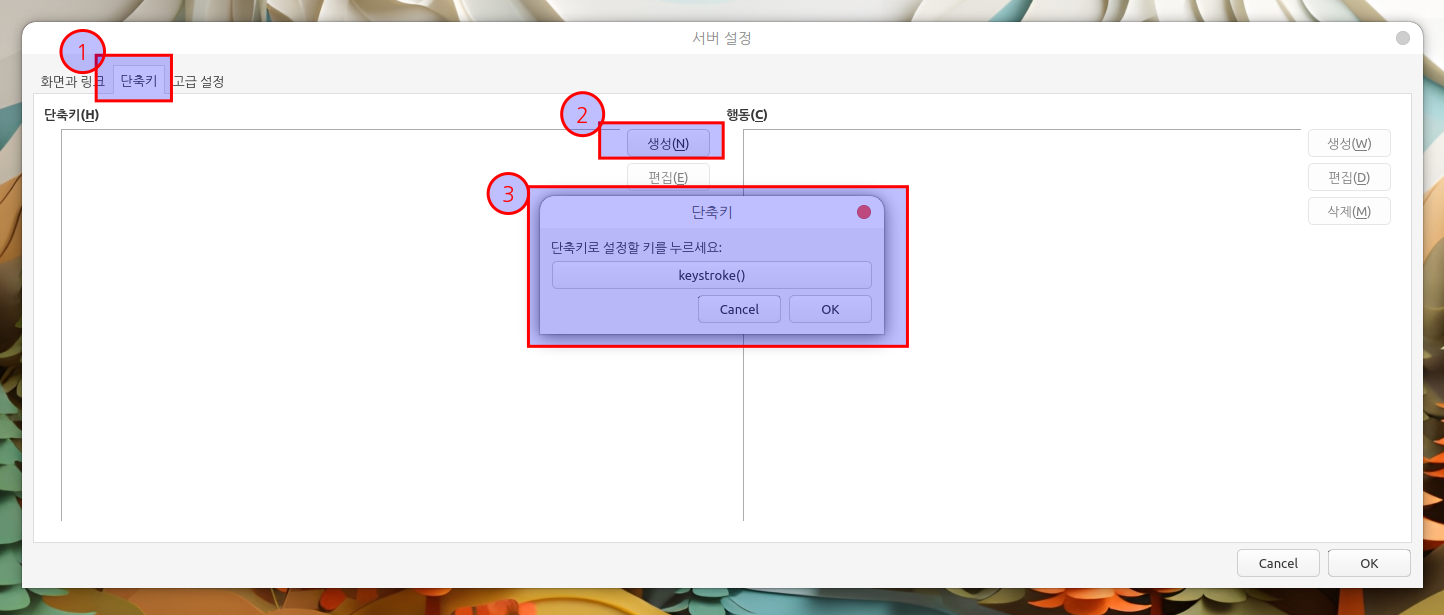 서버 설정
1
화면과 링크 단축키 고급 설정
단축키(H)
2
행동(C)
생성(N)
생성(W)
편집(E)
편집(D)
3
삭제(M)
단축키
단축키로 설정할 키를 누르세요:
keystroke()
Cancel OK
Cancel OK